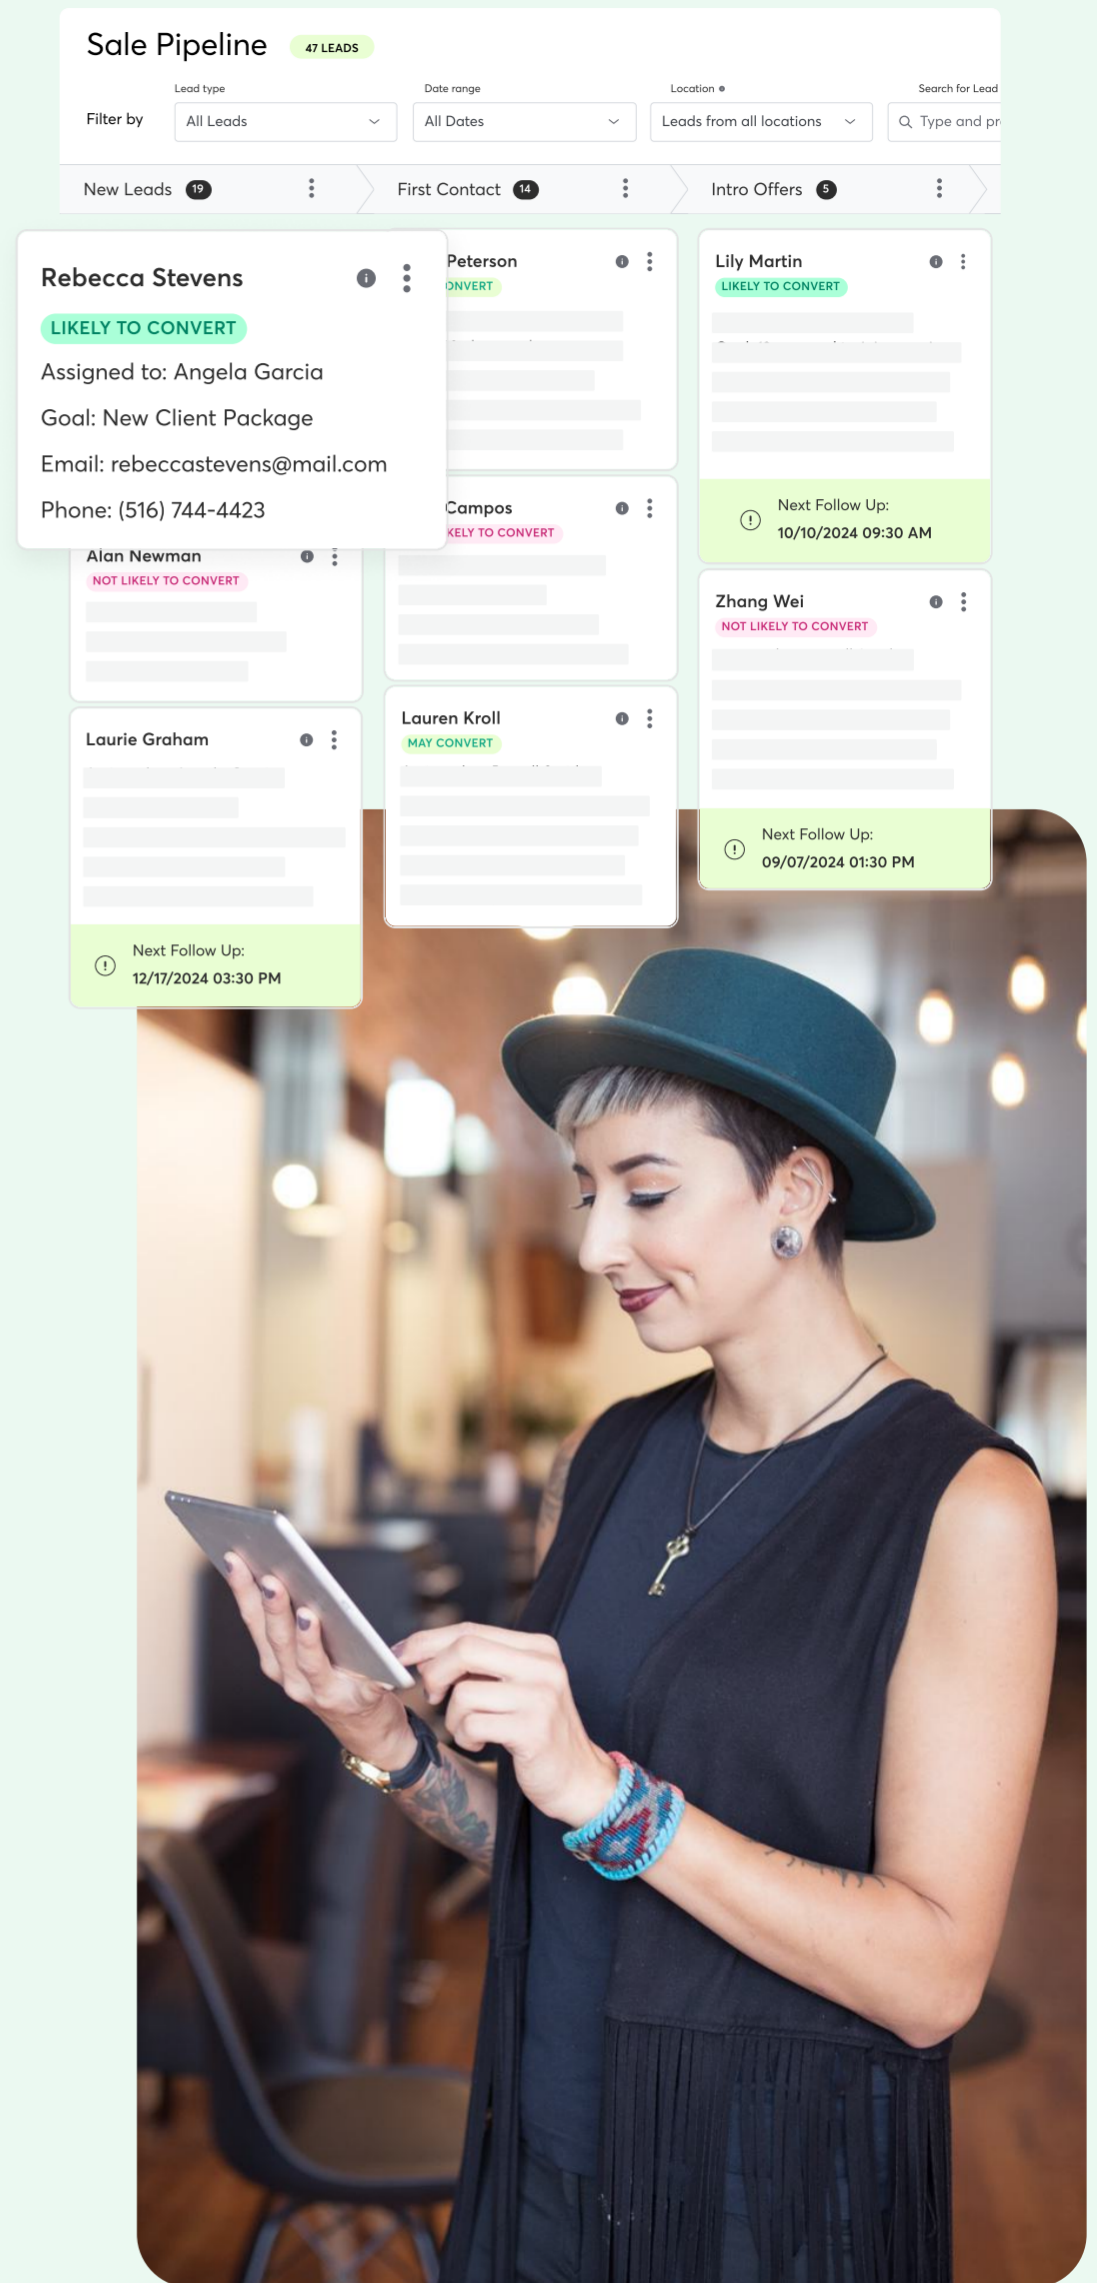 Sale Pipeline
47 LEADS
Filter by
Lead type
All Leads
Date range
All Dates
Location
Leads from all locations
Search for Lead
Type and
New Leads 19
First Contact 14
Intro Offers 5
Rebecca Stevens
LIKELY TO CONVERT
Assigned to: Angela Garcia
Goal: New Client Package
Email: rebeccastevens@mail.com
Phone: (516) 744-4423
Alan Newman
NOT LIKELY TO CONVERT
Laurie Graham
Next Follow Up:
12/17/2024 03:30 PM
Peterson
Campos
TO CONVERT
Lauren Kroll
MAY CONVERT
Lily Martin
LIKELY TO CONVERT
Next Follow Up:
10/10/2024 09:30 AM
Zhang Wei
NOT LIKELY TO CONVERT
Next Follow Up:
09/07/2024 01:30 PM